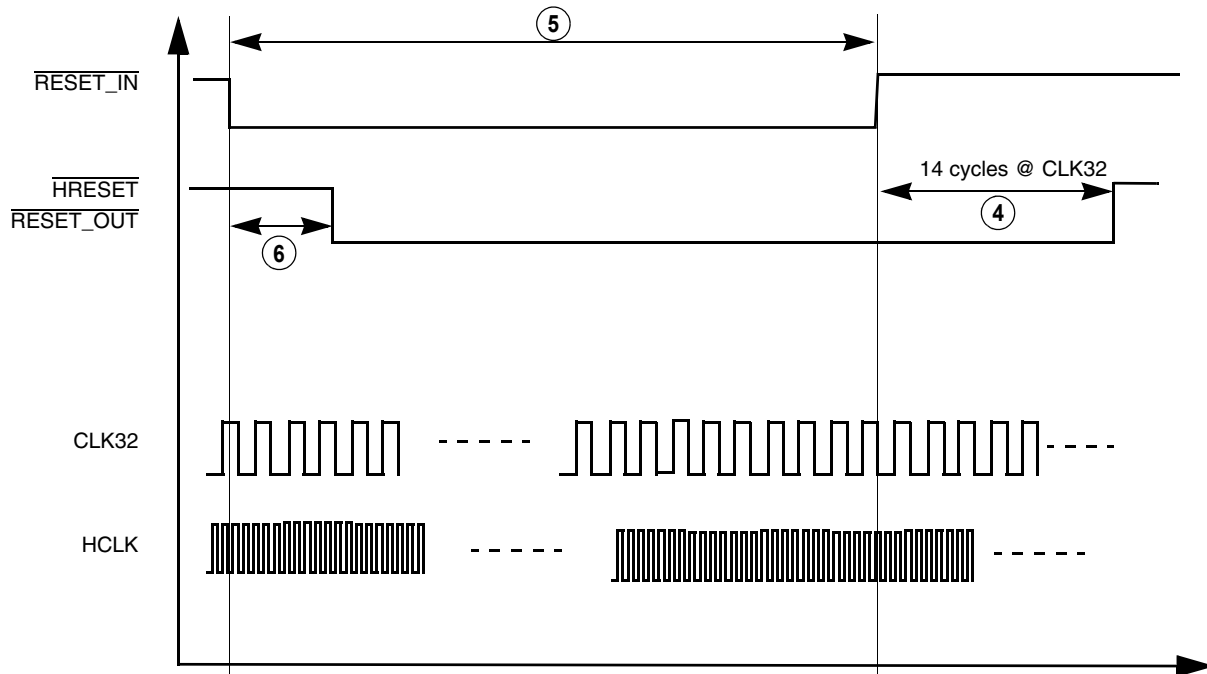 5
RESET_IN
14 cycles @ CLK32
HRESET
RESET_OUT
4
6
CLK32
HCLK